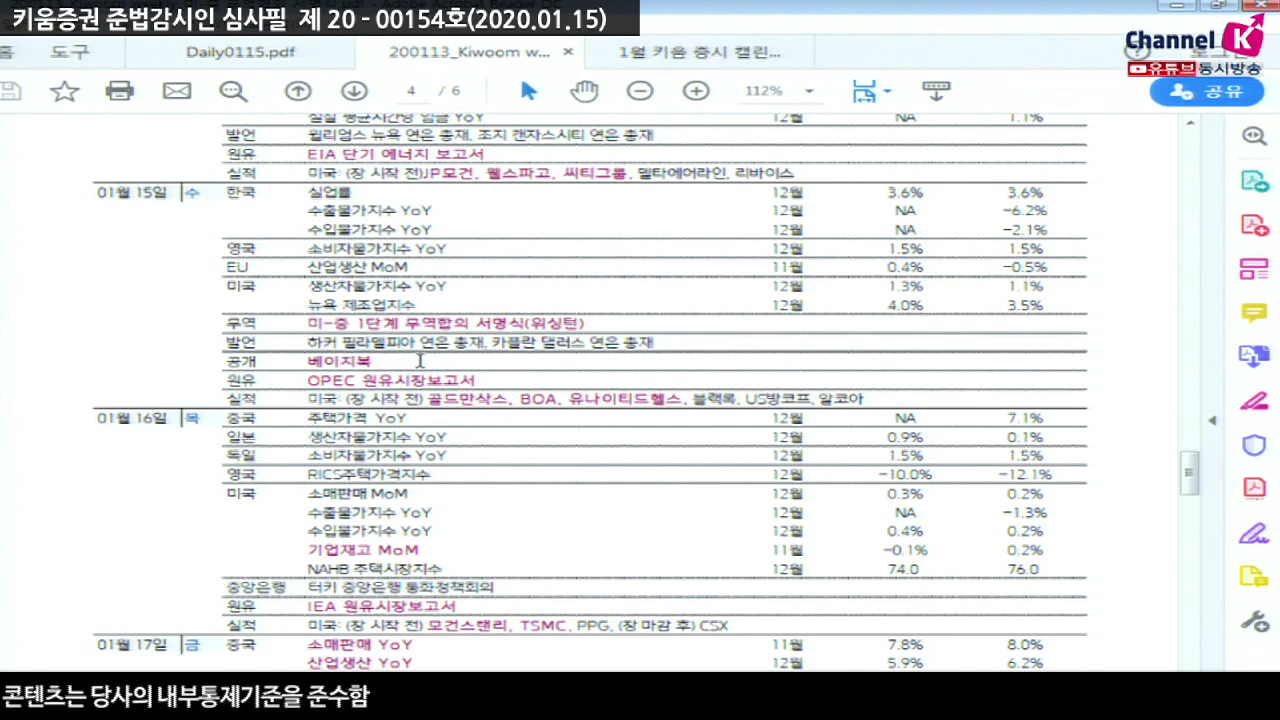 키움증권 준법감시인 심사필 제 20 - 00154호(2020.01.15)
Channel K
유튜브 동시방송
도구 Daily0115.pdf 200113_Kiwoom w... × 1월 키움 증시 캘린...
4 / 6 112% 공유
실질 평균시간당 임금 YoY 12월 NA 1.1%
발언 윌리엄스 뉴욕 연은 총재, 조지 캔자스시티 연은 총재
원유 EIA 단기 에너지 보고서
실적 미국: (장 시작 전)JP모건, 웰스파고, 씨티그룹, 델타에어라인, 리바이스
01월 15일 수 한국 실업률 12월 3.6% 3.6%
수출물가지수 YoY 12월 NA -6.2%
수입물가지수 YoY 12월 NA -2.1%
영국 소비자물가지수 YoY 12월 1.5% 1.5%
EU 산업생산 MoM 11월 0.4% -0.5%
미국 생산자물가지수 YoY 12월 1.3% 1.1%
뉴욕 제조업지수 12월 4.0% 3.5%
무역 미-중 1단계 무역합의 서명식(워싱턴)
발언 하커 필라델피아 연은 총재, 카플란 댈러스 연은 총재
공개 베이지북
원유 OPEC 원유시장보고서
실적 미국: (장 시작 전) 골드만삭스, BOA, 유나이티드헬스, 블랙록, US방코프, 알코아
01월 16일 목 중국 주택가격 YoY 12월 NA 7.1%
일본 생산자물가지수 YoY 12월 0.9% 0.1%
독일 소비자물가지수 YoY 12월 1.5% 1.5%
영국 RICS주택가격지수 12월 -10.0% -12.1%
미국 소매판매 MoM 12월 0.3% 0.2%
수출물가지수 YoY 12월 NA -1.3%
수입물가지수 YoY 12월 0.4% 0.2%
기업재고 MoM 11월 -0.1% 0.2%
NAHB 주택시장지수 12월 74.0 76.0
중앙은행 터키 중앙은행 통화정책회의
원유 IEA 원유시장보고서
실적 미국: (장 시작 전) 모건스탠리, TSMC, PPG, (장 마감 후) CSX
01월 17일 금 중국 소매판매 YoY 11월 7.8% 8.0%
산업생산 YoY 12월 5.9% 6.2%
콘텐츠는 당사의 내부통제기준을 준수함